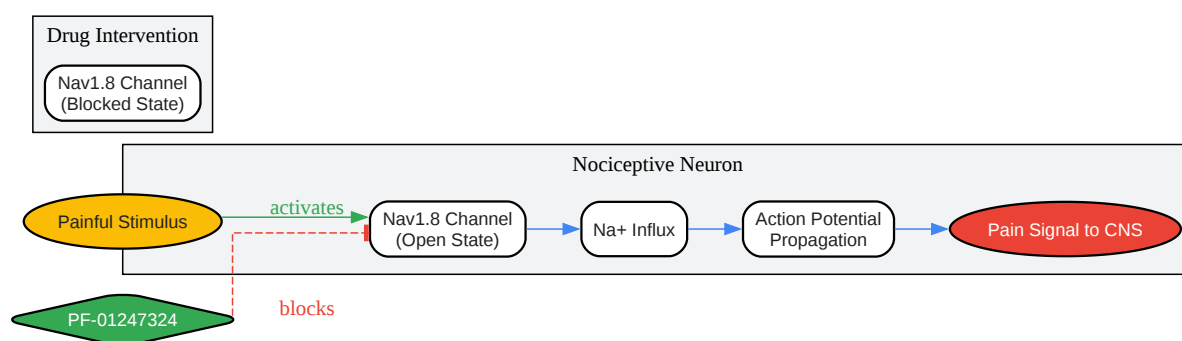 Drug Intervention
Nav1.8 Channel
(Blocked State)
Nociceptive Neuron
Painful Stimulus
activates
Nav1.8 Channel
(Open State)
Na+ Influx
Action Potential
Propagation
Pain Signal to CNS
PF-01247324
blocks